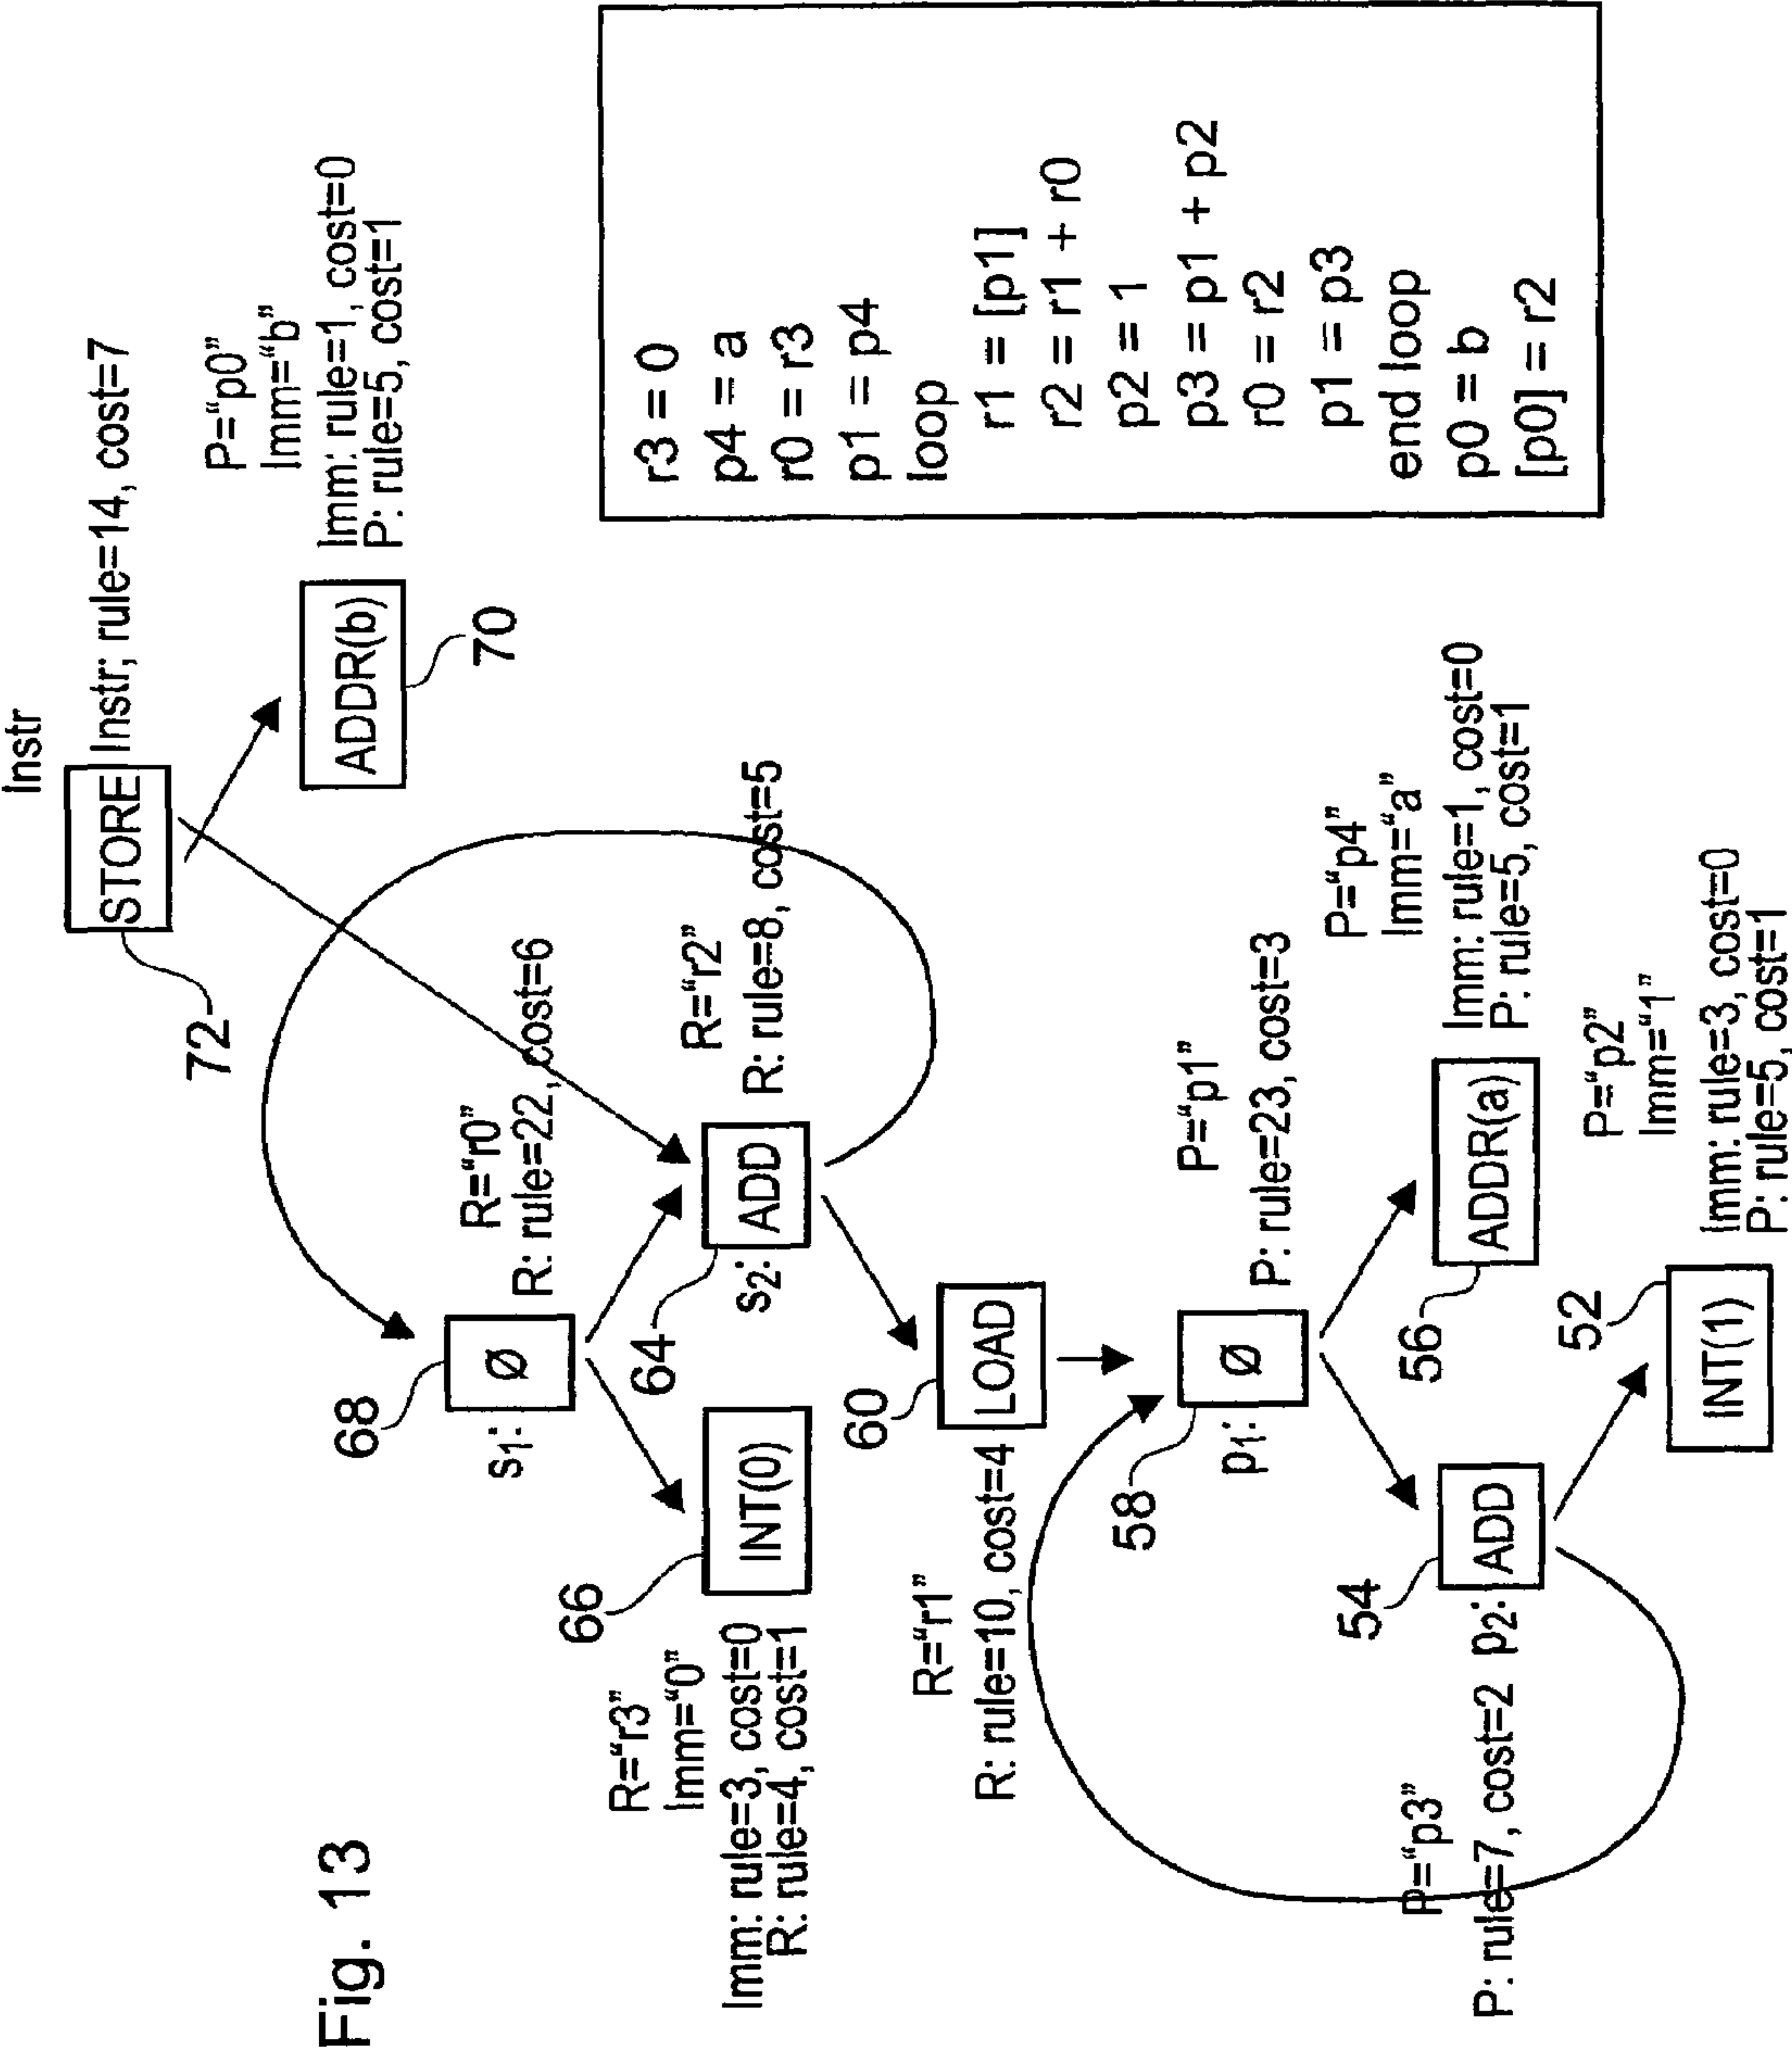 Fig. 13
Instr
STORE
Instr; rule=14, cost=7
72
P="p0"
Imm="b"
Imm: rule=1, cost=0
P: rule=5, cost=1
ADDR(b)
70
68
s1:
Ø
R="r0"
R: rule=22, cost=6
R="r2"
R: rule=8, cost=5
64
s2:
ADD
66
INT(0)
R="r3"
Imm="0"
Imm: rule=3, cost=0
R: rule=4, cost=1
60
LOAD
R="r1"
R: rule=10, cost=4
58
p1:
Ø
P="p1"
P: rule=23, cost=3
P="p4"
Imm="a"
Imm: rule=1, cost=0
P: rule=5, cost=1
56
ADDR(a)
54
p2:
ADD
P="p3"
P: rule=7, cost=2
52
INT(1)
P="p2"
Imm="1"
Imm: rule=3, cost=0
P: rule=5, cost=1
r3 = 0
p4 = a
r0 = r3
p1 = p4
loop
r1 = [p1]
r2 = r1 + r0
p2 = 1
p3 = p1 + p2
r0 = r2
p1 = p3
end loop
p0 = b
[p0] = r2